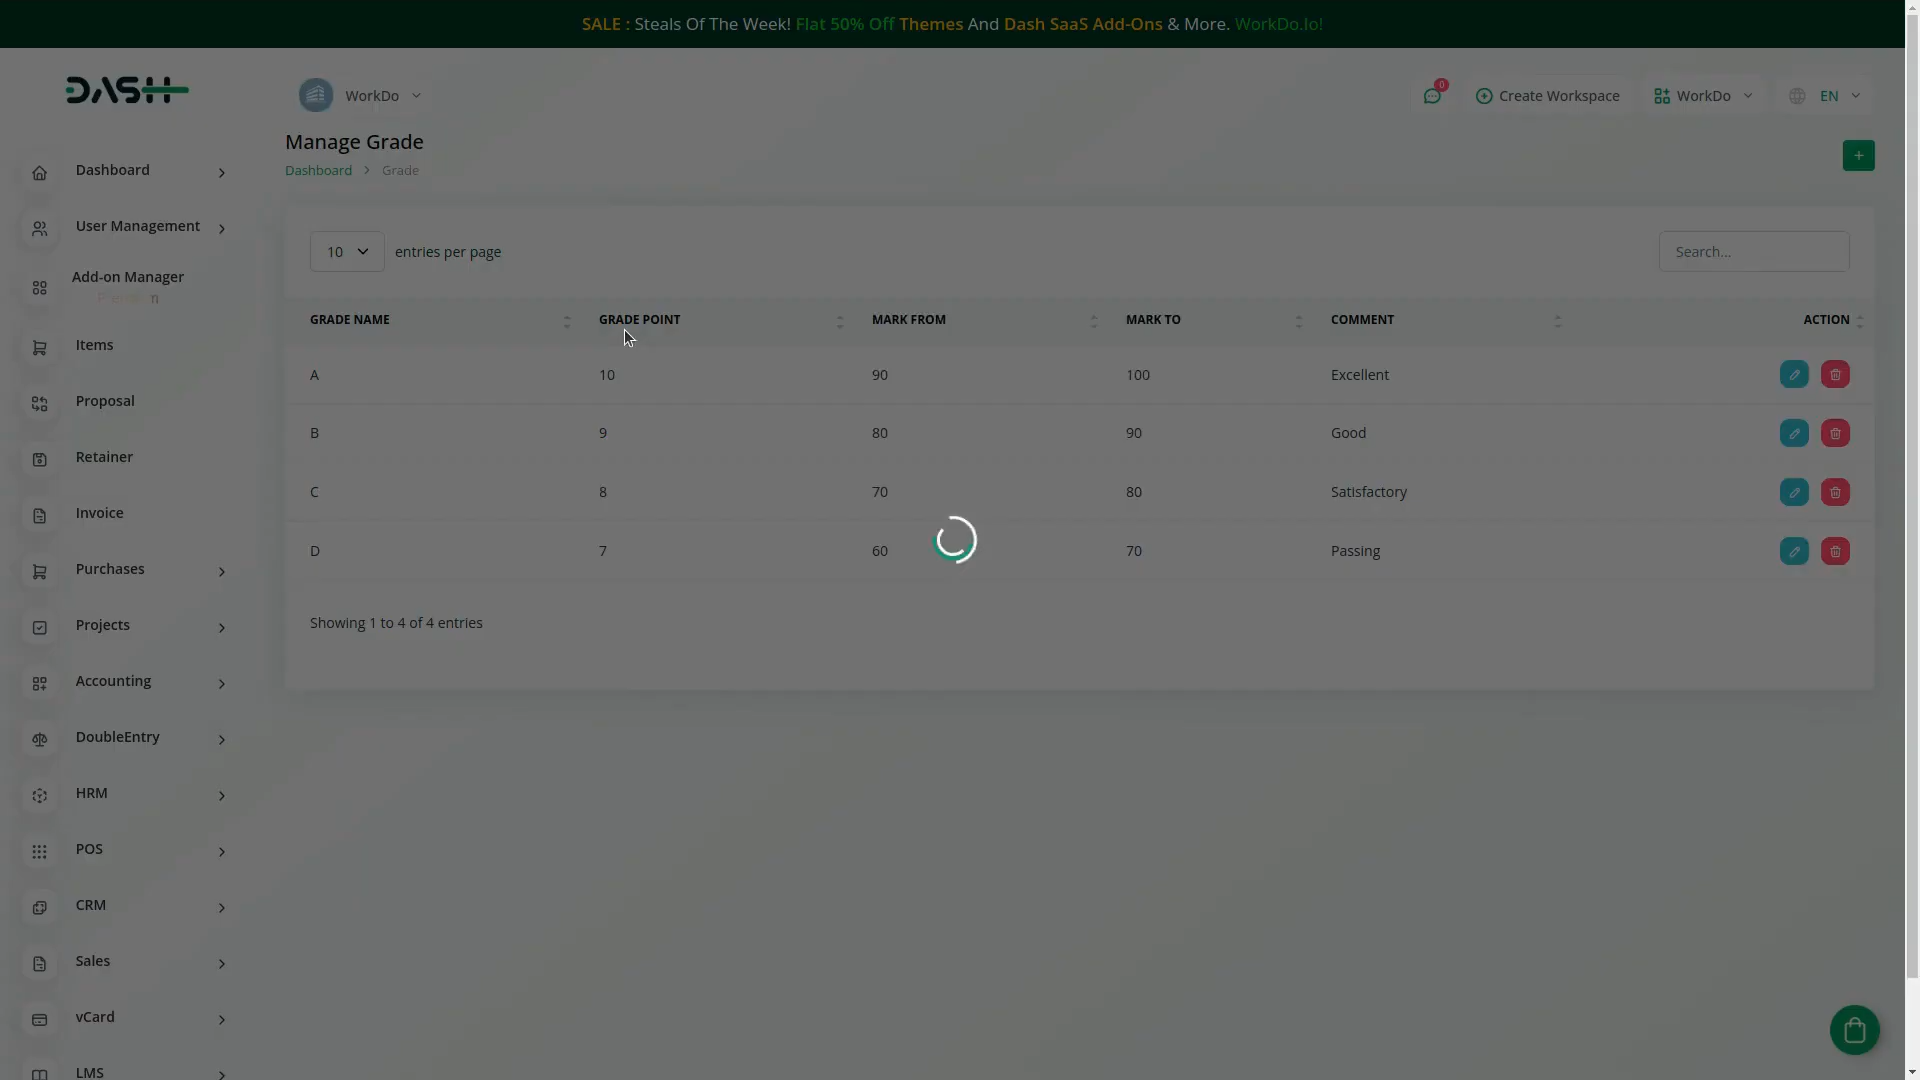 SALE : Steals Of The Week! Flat 50% Off Themes And Dash SaaS Add-Ons & More. WorkDo.Io!
DASH
WorkDo
0
Create Workspace
WorkDo
EN
Manage Grade
Dashboard > Grade
+
Dashboard
User Management
Add-on Manager
Premium
Items
Proposal
Retainer
Invoice
Purchases
Projects
Accounting
DoubleEntry
HRM
POS
CRM
Sales
vCard
LMS
10 entries per page
Search...
GRADE NAME GRADE POINT MARK FROM MARK TO COMMENT ACTION
A 10 90 100 Excellent
B 9 80 90 Good
C 8 70 80 Satisfactory
D 7 60 70 Passing
Showing 1 to 4 of 4 entries